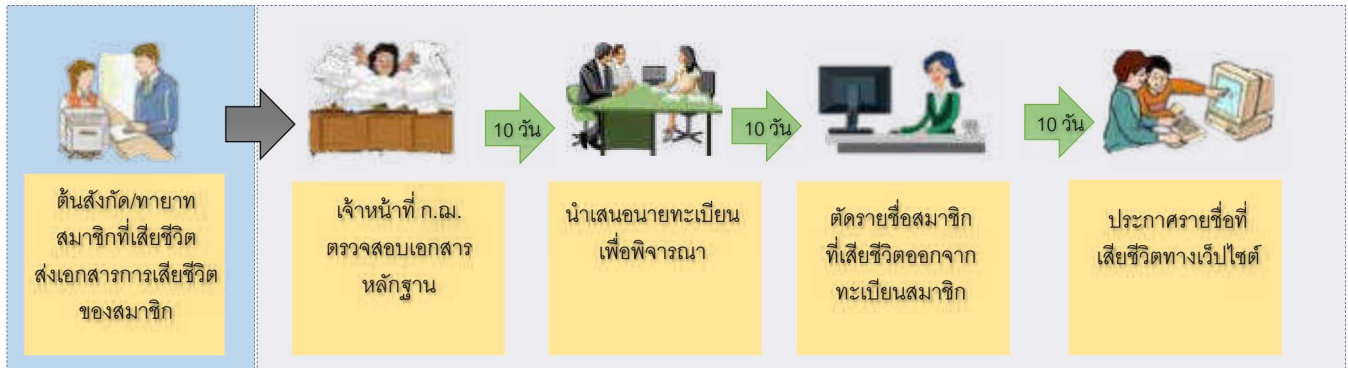 ต้นสังกัด/ทายาท
สมาชิกที่เสียชีวิต
ส่งเอกสารการเสียชีวิต
ของสมาชิก
เจ้าหน้าที่ ก.ฌ.
ตรวจสอบเอกสาร
หลักฐาน
10 วัน
นำเสนอนายทะเบียน
เพื่อพิจารณา
10 วัน
ตัดรายชื่อสมาชิก
ที่เสียชีวิตออกจาก
ทะเบียนสมาชิก
10 วัน
ประกาศรายชื่อที่
เสียชีวิตทางเว็ปไซต์